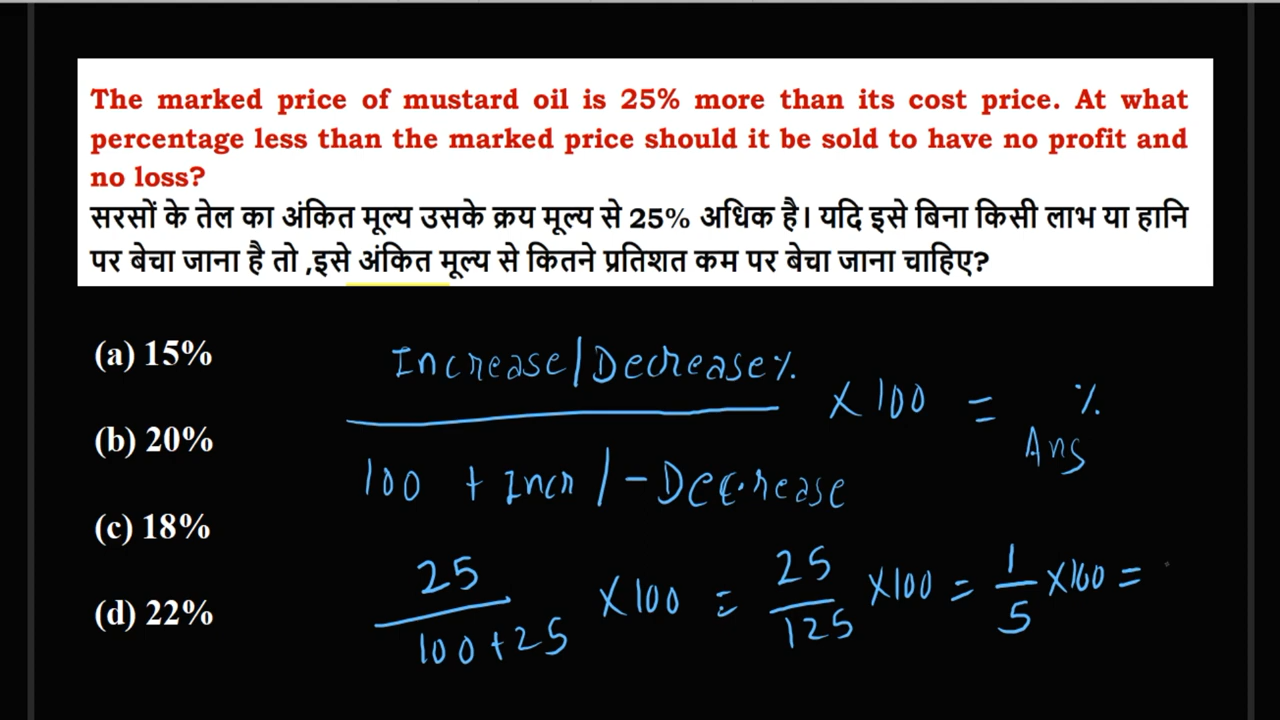 The marked price of mustard oil is 25% more than its cost price. At what
percentage less than the marked price should it be sold to have no profit and
no loss?
सरसों के तेल का अंकित मूल्य उसके क्रय मूल्य से 25% अधिक है। यदि इसे बिना किसी लाभ या हानि
पर बेचा जाना है तो ,इसे अंकित मूल्य से कितने प्रतिशत कम पर बेचा जाना चाहिए?
(a) 15%
(b) 20%
(c) 18%
(d) 22%
Increase/Decrease%
× 100 = %
Ans
100 + Incr / - Decrease
25 / 100 + 25 × 100 = 25 / 125 × 100 = 1 / 5 × 100 =